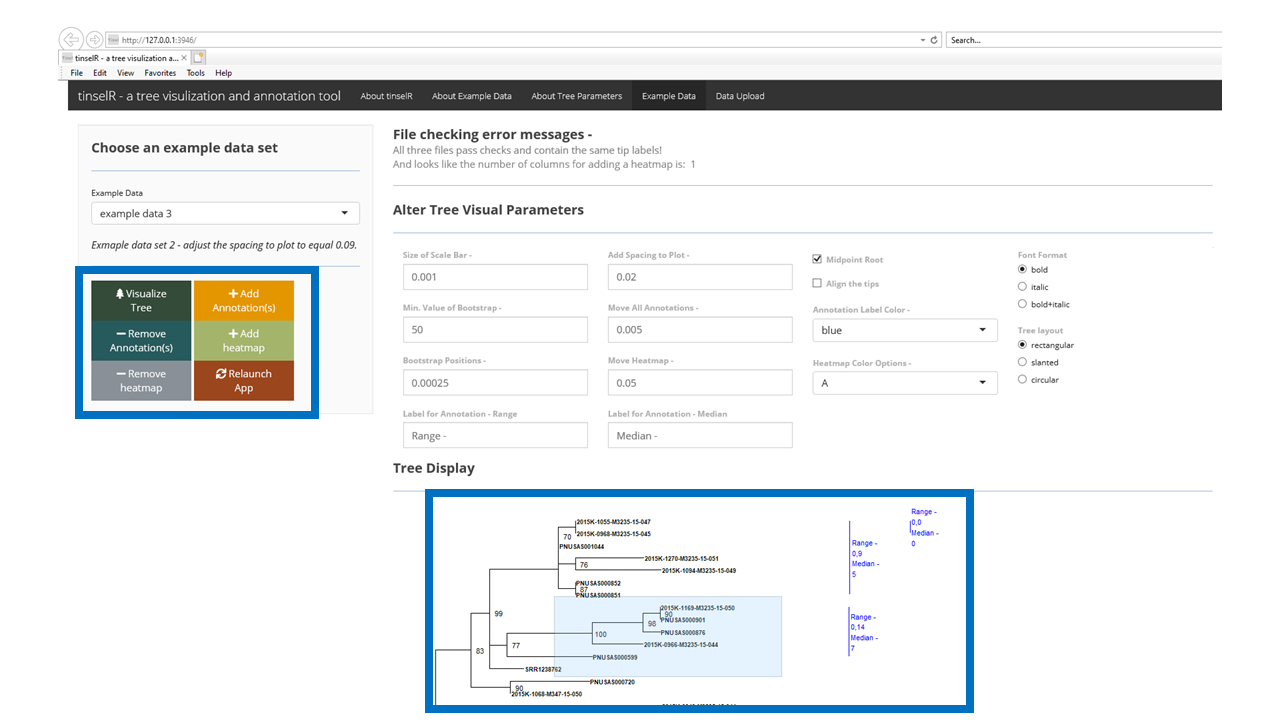 http://127.0.0.1:3946/
Search...
tinselR - a tree visulization a...
File Edit View Favorites Tools Help
tinselR - a tree visulization and annotation tool About tinselR About Example Data About Tree Parameters Example Data Data Upload
Choose an example data set
Example Data
example data 3
Exmaple data set 2 - adjust the spacing to plot to equal 0.09.
Visualize
Tree
Add
Annotation(s)
Remove
Annotation(s)
Add
heatmap
Remove
heatmap
Relaunch
App
File checking error messages -
All three files pass checks and contain the same tip labels!
And looks like the number of columns for adding a heatmap is: 1
Alter Tree Visual Parameters
Size of Scale Bar -
0.001
Min. Value of Bootstrap -
50
Bootstrap Positions -
0.00025
Label for Annotation - Range
Range -
Add Spacing to Plot -
0.02
Move All Annotations -
0.005
Move Heatmap -
0.05
Label for Annotation - Median
Median -
Midpoint Root
Align the tips
Annotation Label Color -
blue
Heatmap Color Options -
A
Font Format
bold
italic
bold+italic
Tree layout
rectangular
slanted
circular
Tree Display
2015K-1055-M3235-15-047
70
2015K-0968-M3235-15-045
PNUSAS001044
2015K-1270-M3235-15-051
76
2015K-1094-M3235-15-049
PNUSAS000852
87
PNUSAS000851
2015K-1169-M3235-15-050
90
99
PNUSAS000901
98
PNUSAS000876
100
77
2015K-0966-M3235-15-044
83
PNUSAS000599
SRR1238762
PNUSAS000720
90
2015K-1068-M347-15-050
Range -
0,0
Median -
0
Range -
0,9
Median -
5
Range -
0,14
Median -
7